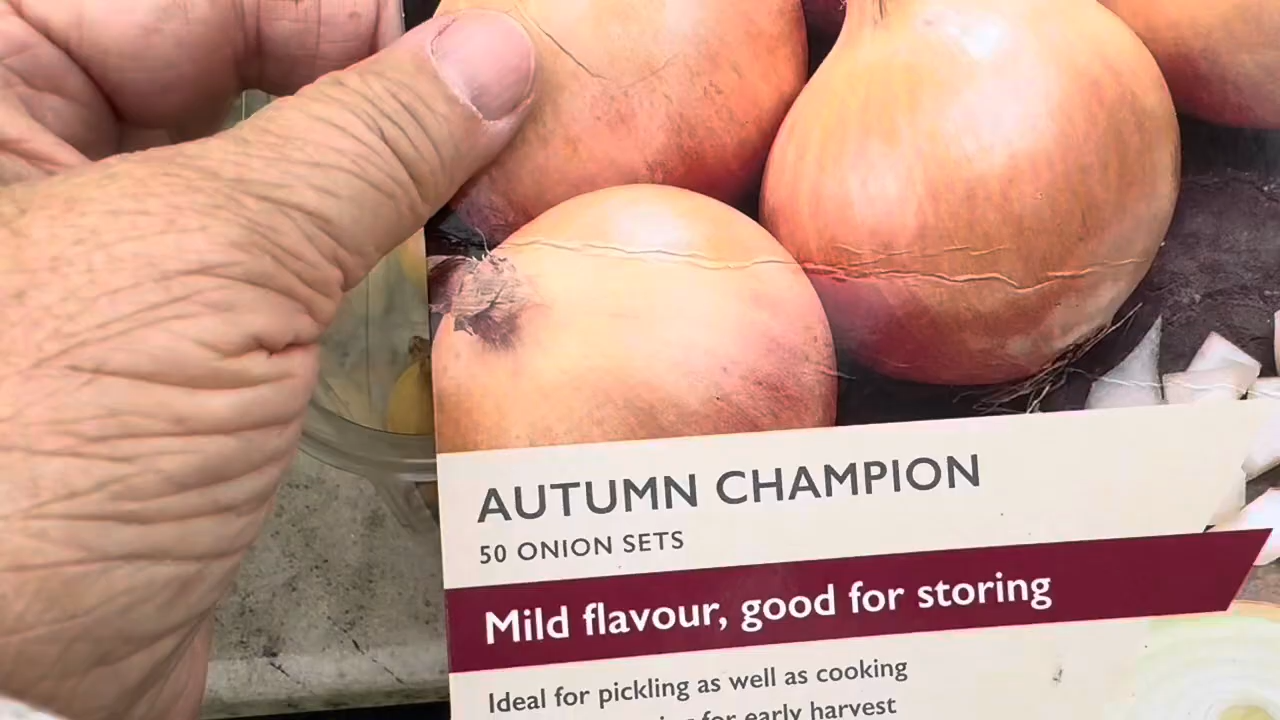 AUTUMN CHAMPION
50 ONION SETS
Mild flavour, good for storing
Ideal for pickling as well as cooking
for early harvest